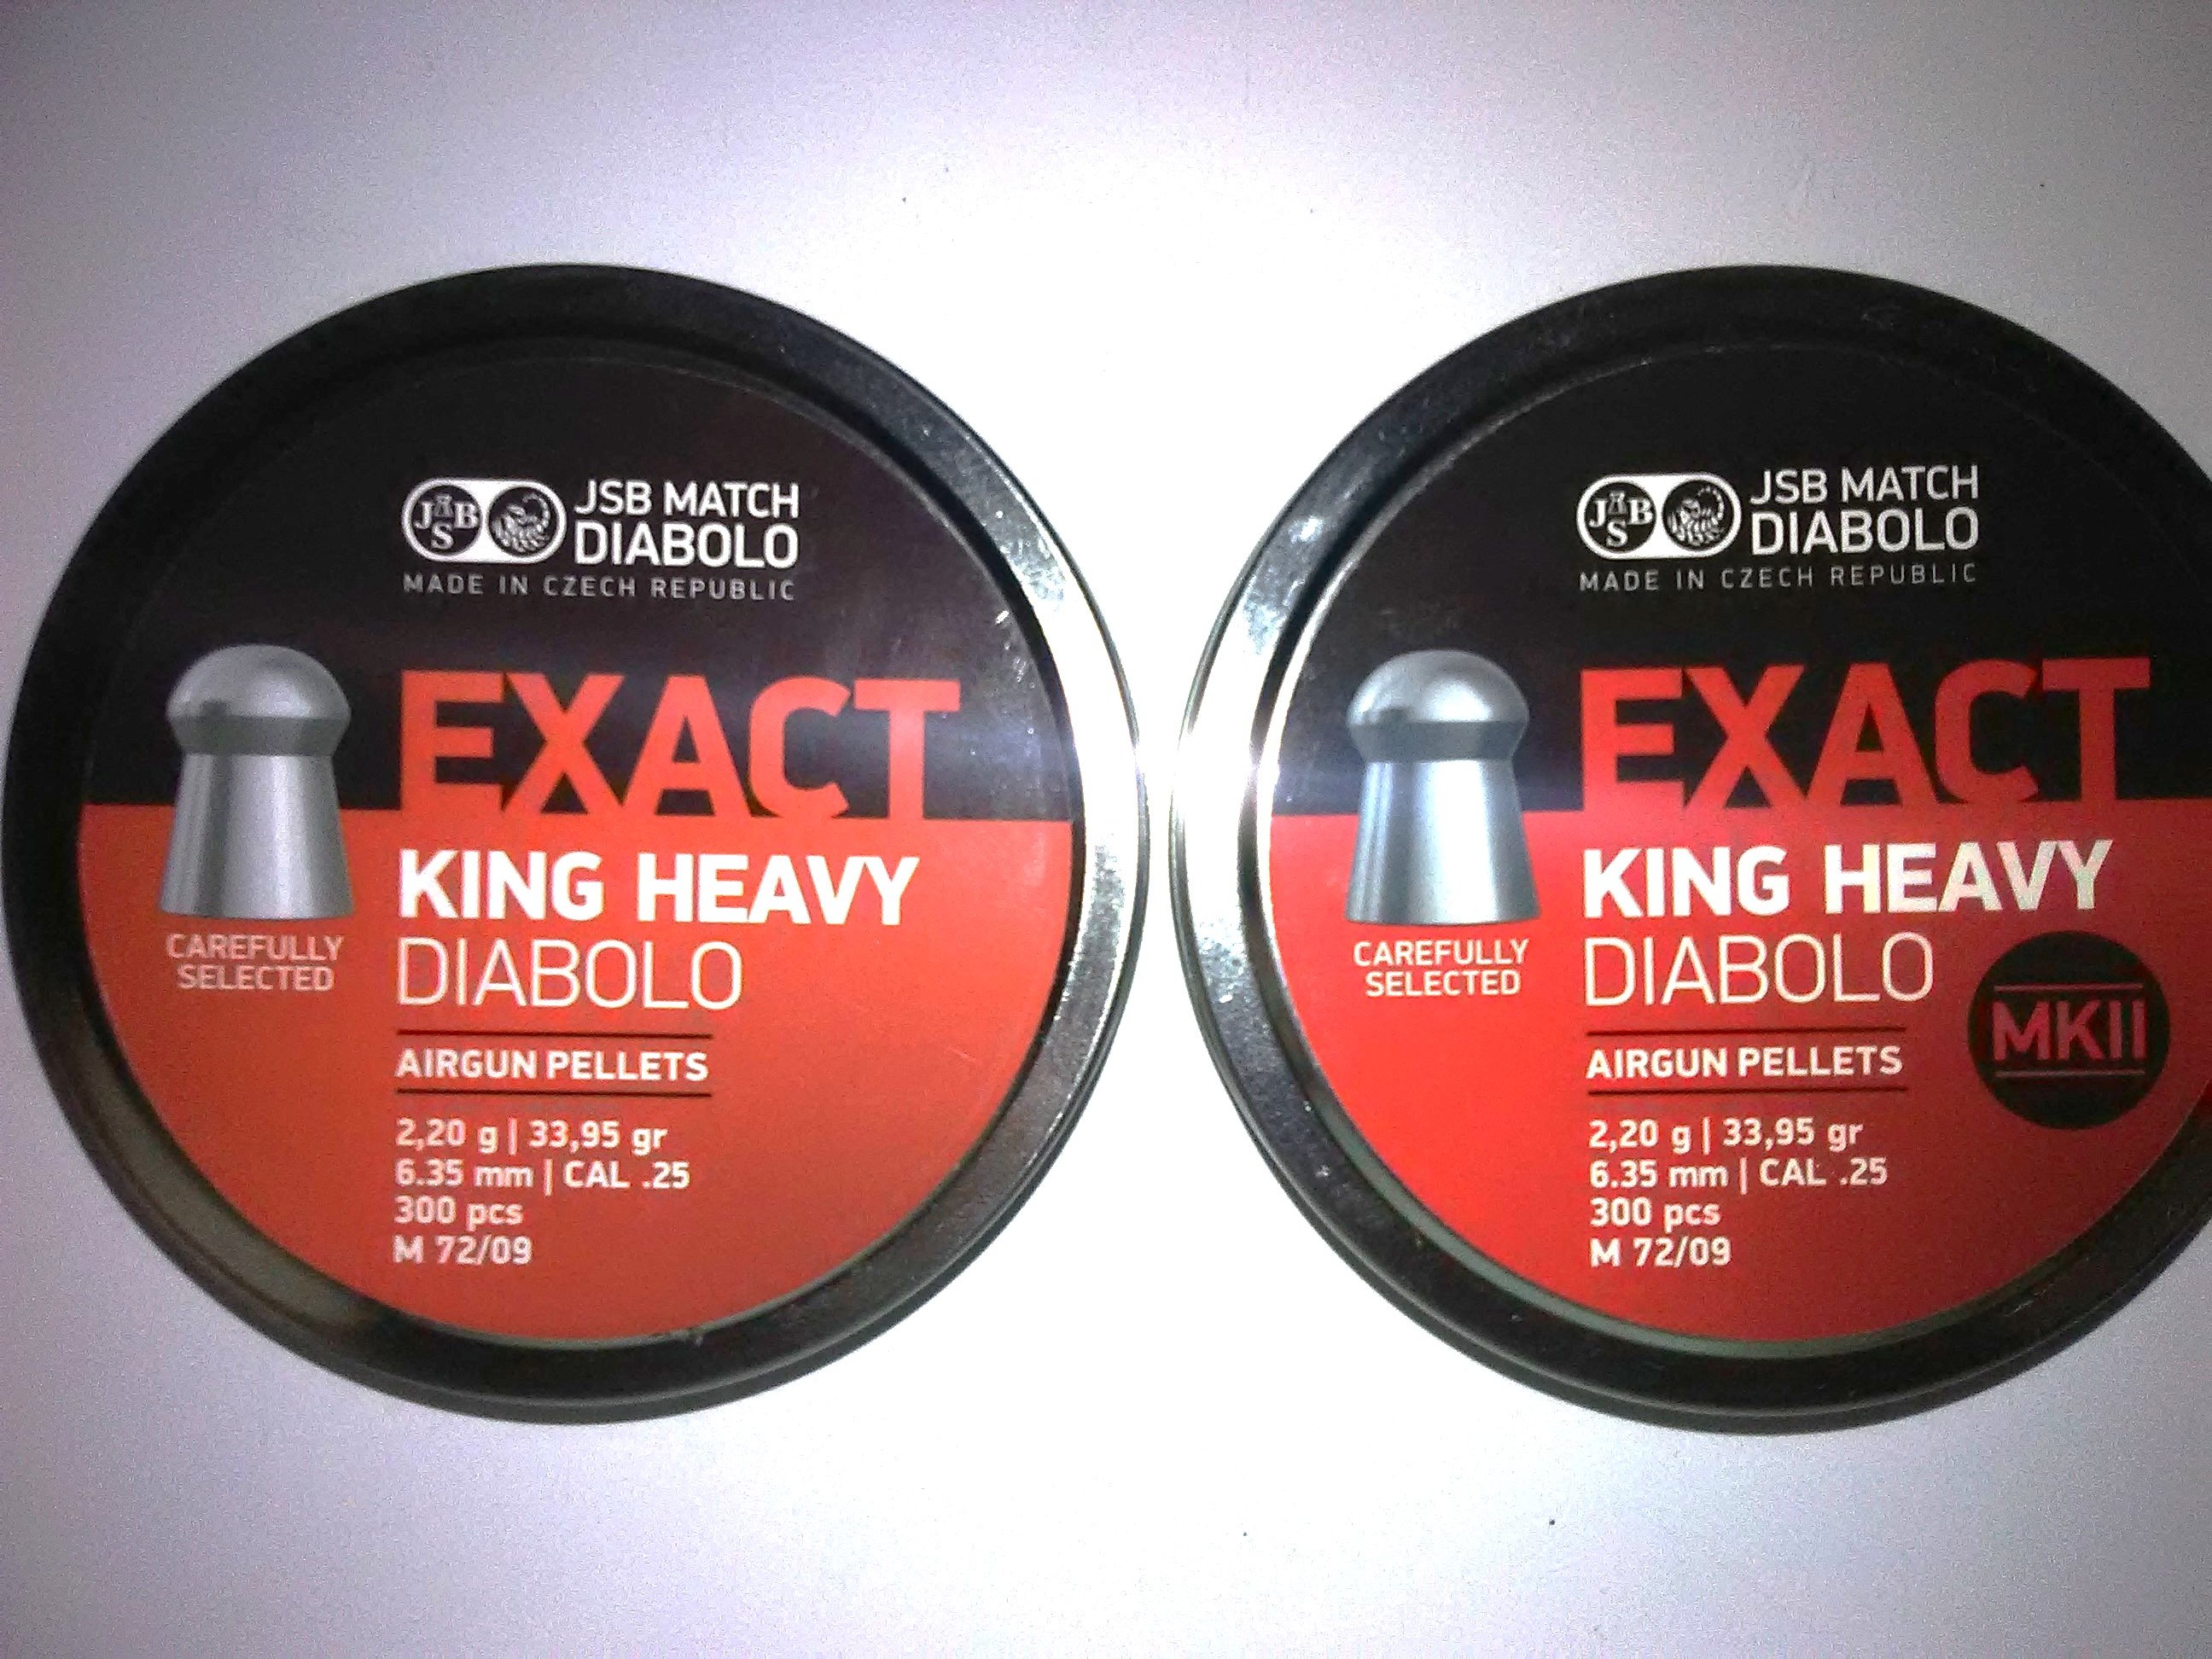 JSB
JSB MATCH
DIABOLO
MADE IN CZECH REPUBLIC
EXACT
KING HEAVY
DIABOLO
CAREFULLY
SELECTED
AIRGUN PELLETS
2,20 g | 33,95 gr
6.35 mm | CAL .25
300 pcs
M 72/09
JSB
JSB MATCH
DIABOLO
MADE IN CZECH REPUBLIC
EXACT
KING HEAVY
DIABOLO
CAREFULLY
SELECTED
MKII
AIRGUN PELLETS
2,20 g | 33,95 gr
6.35 mm | CAL .25
300 pcs
M 72/09